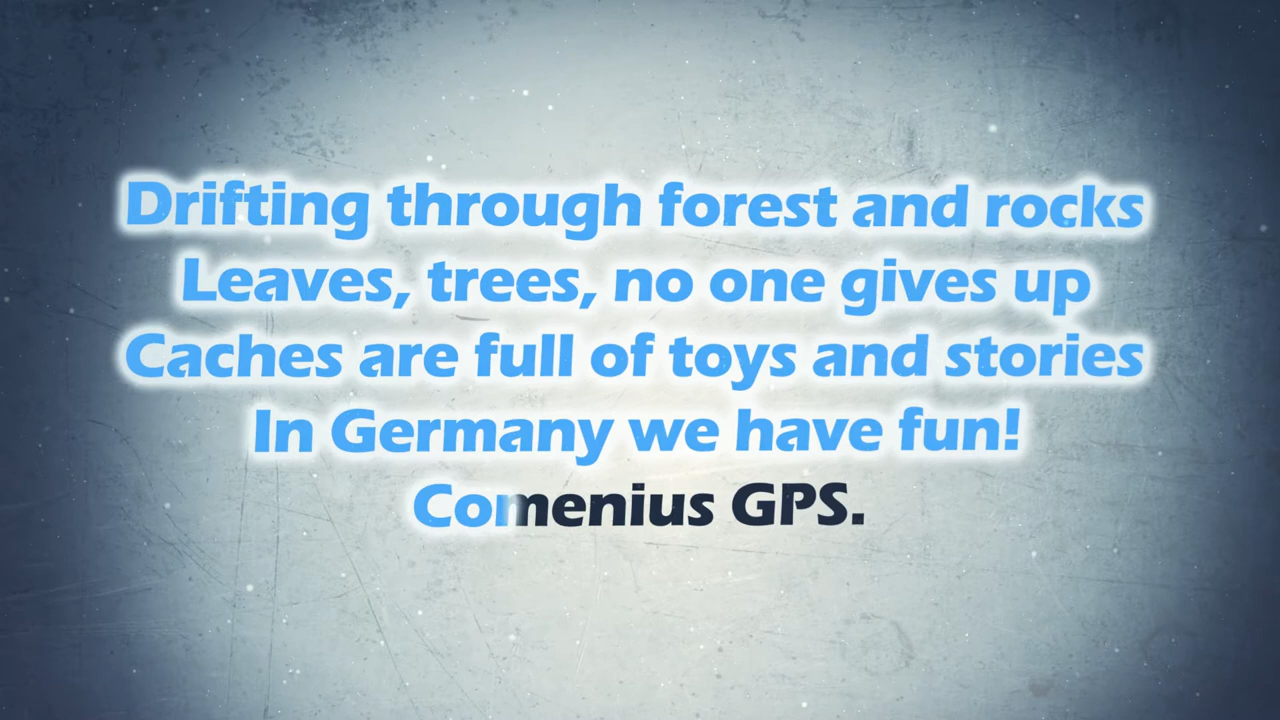 Drifting through forest and rocks
Leaves, trees, no one gives up
Caches are full of toys and stories
In Germany we have fun!
Comenius GPS.